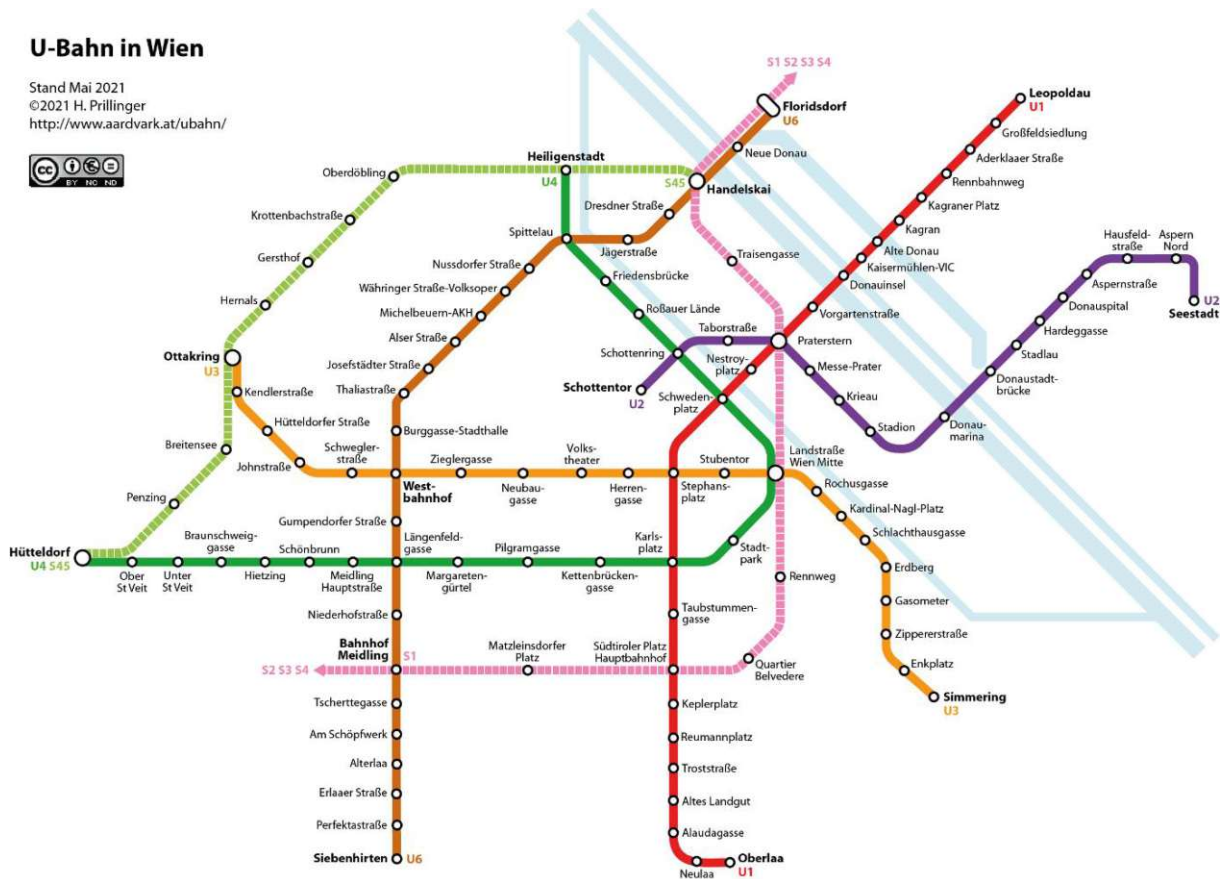 U-Bahn in Wien
Stand Mai 2021
©2021 H. Prillinger
http://www.aardvark.at/ubahn/
cc
BY NC ND
S1 S2 S3 S4
Floridsdorf
U6
Neue Donau
Leopoldau
U1
Großfeldsiedlung
Aderklaaer Straße
Rennbahnweg
Kagraner Platz
Kagran
Alte Donau
Kaisermühlen-VIC
Donauinsel
Vorgartenstraße
Heiligenstadt
U4
S45
Handelskai
Oberdöbling
Krottenbachstraße
Gersthof
Hernals
Ottakring
U3
Dresdner Straße
Spittelau
Jägerstraße
Traisengasse
Nussdorfer Straße
Friedensbrücke
Währinger Straße-Volksoper
Michelbeuern-AKH
Roßauer Lände
Alser Straße
Taborstraße
Praterstern
Josefstädter Straße
Schottenring
Nestroy-
platz
Thaliastraße
Schottentor
U2
Schweden-
platz
Hausfeld-
straße
Aspern
Nord
Aspernstraße
Donauspital
U2
Seestadt
Hardeggasse
Stadlau
Donaustadt-
brücke
Messe-Prater
Krieau
Stadion
Donau-
marina
Kendlerstraße
Hütteldorfer Straße
Burggasse-Stadthalle
Breitensee
Johnstraße
Schwegler-
straße
Zieglergasse
Volks-
theater
Stubentor
Landstraße
Wien Mitte
West-
bahnhof
Neubau-
gasse
Herren-
gasse
Stephans-
platz
Rochusgasse
Kardinal-Nagl-Platz
Schlachthausgasse
Penzing
Gumpendorfer Straße
Hütteldorf
U4 S45
Braunschweig-
gasse
Schönbrunn
Längenfeld-
gasse
Pilgramgasse
Karls-
platz
Stadt-
park
Ober
St Veit
Unter
St Veit
Hietzing
Meidling
Hauptstraße
Margareten-
gürtel
Kettenbrücken-
gasse
Rennweg
Erdberg
Gasometer
Zippererstraße
Enkplatz
Simmering
U3
Niederhofstraße
Taubstummen-
gasse
Bahnhof
Meidling
S1
S2 S3 S4
Matzleinsdorfer
Platz
Südtiroler Platz
Hauptbahnhof
Quartier
Belvedere
Tscherttegasse
Keplerplatz
Am Schöpfwerk
Reumannplatz
Alterlaa
Troststraße
Erlaaer Straße
Altes Landgut
Perfektastraße
Alaudagasse
Siebenhirten
U6
Neulaa
Oberlaa
U1